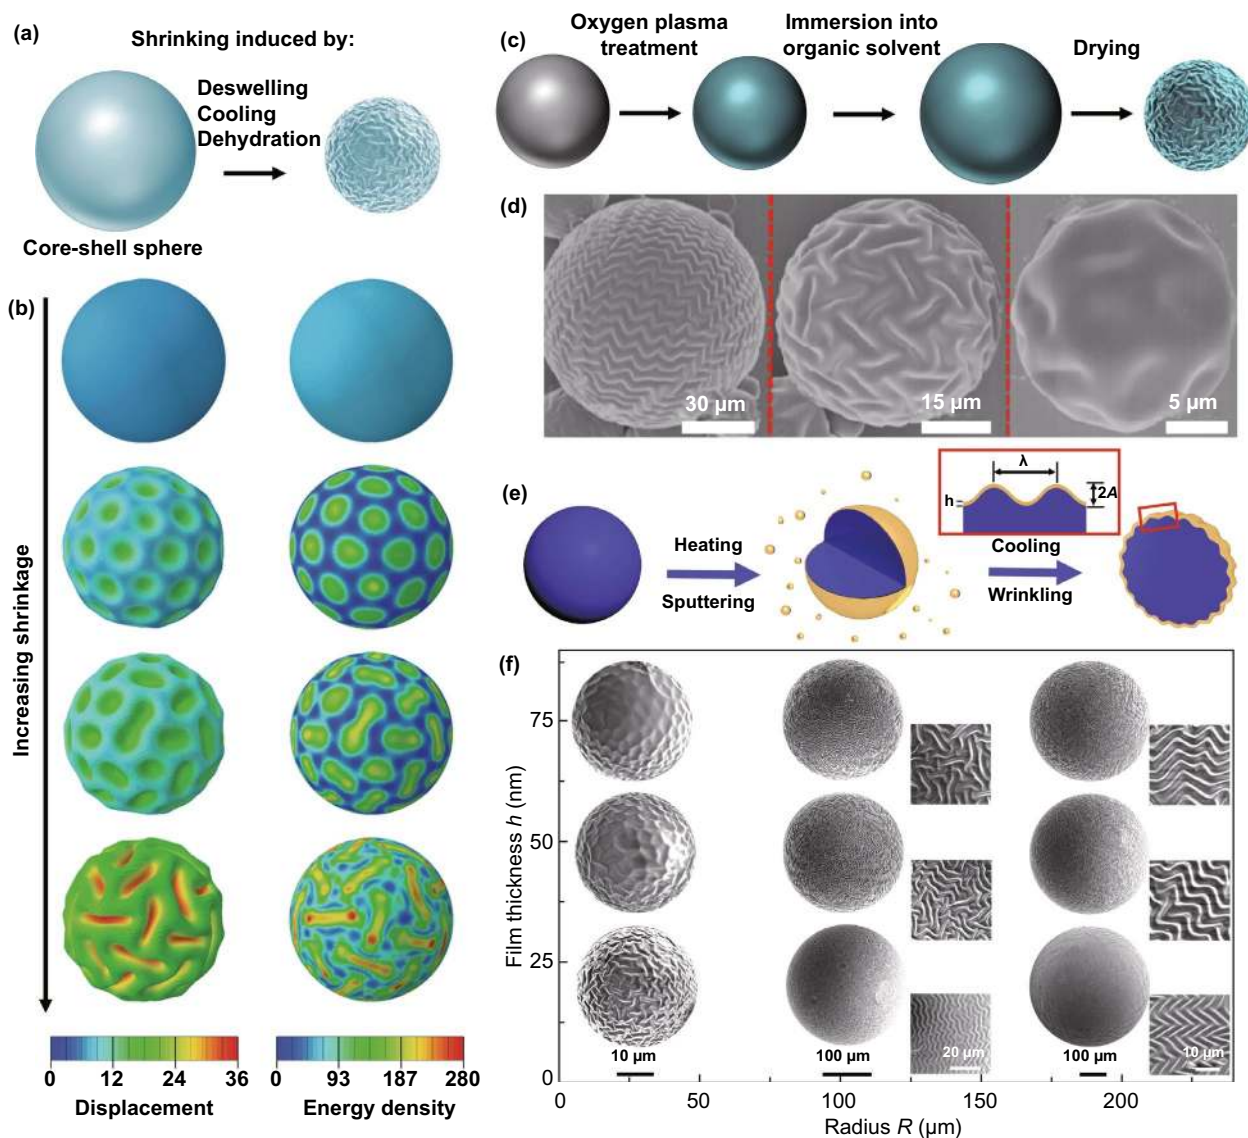 (a)
Shrinking induced by:
Deswelling
Cooling
Dehydration
Core-shell sphere
(b)
Increasing shrinkage
0 12 24 36
Displacement
0 93 187 280
Energy density
(c)
Oxygen plasma
treatment
Immersion into
organic solvent
Drying
(d)
30 µm
15 µm
5 µm
(e)
Heating
Sputtering
λ
h
2A
Cooling
Wrinkling
(f)
Film thickness h (nm)
75
50
25
0
10 µm
100 µm
20 µm
100 µm
10 µm
0 50 100 150 200
Radius R (µm)